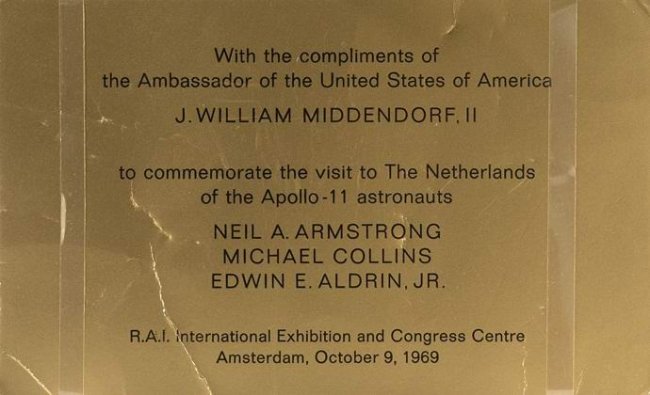 With the compliments of
the Ambassador of the United States of America
J. WILLIAM MIDDENDORF, II
to commemorate the visit to The Netherlands
of the Apollo-11 astronauts
NEIL A. ARMSTRONG
MICHAEL COLLINS
EDWIN E. ALDRIN, JR.
R.A.I. International Exhibition and Congress Centre
Amsterdam, October 9, 1969